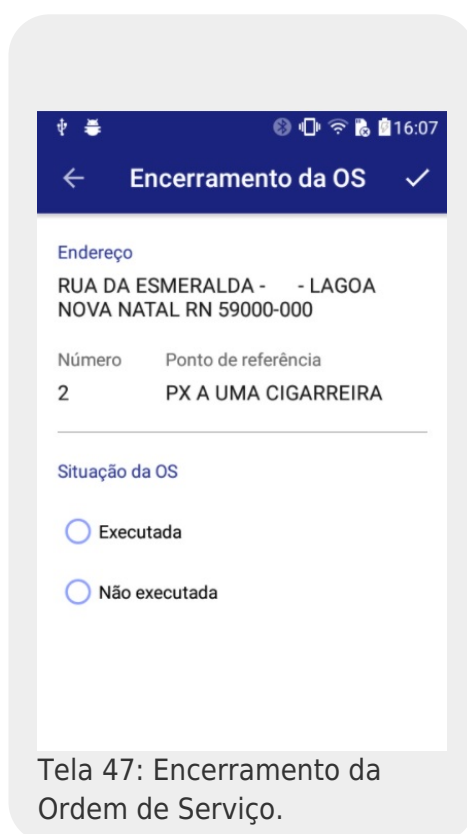 16:07
Encerramento da OS
Endereço
RUA DA ESMERALDA -    - LAGOA
NOVA NATAL RN 59000-000
Número Ponto de referência
2 PX A UMA CIGARREIRA
Situação da OS
Executada
Não executada
Tela 47: Encerramento da
Ordem de Serviço.